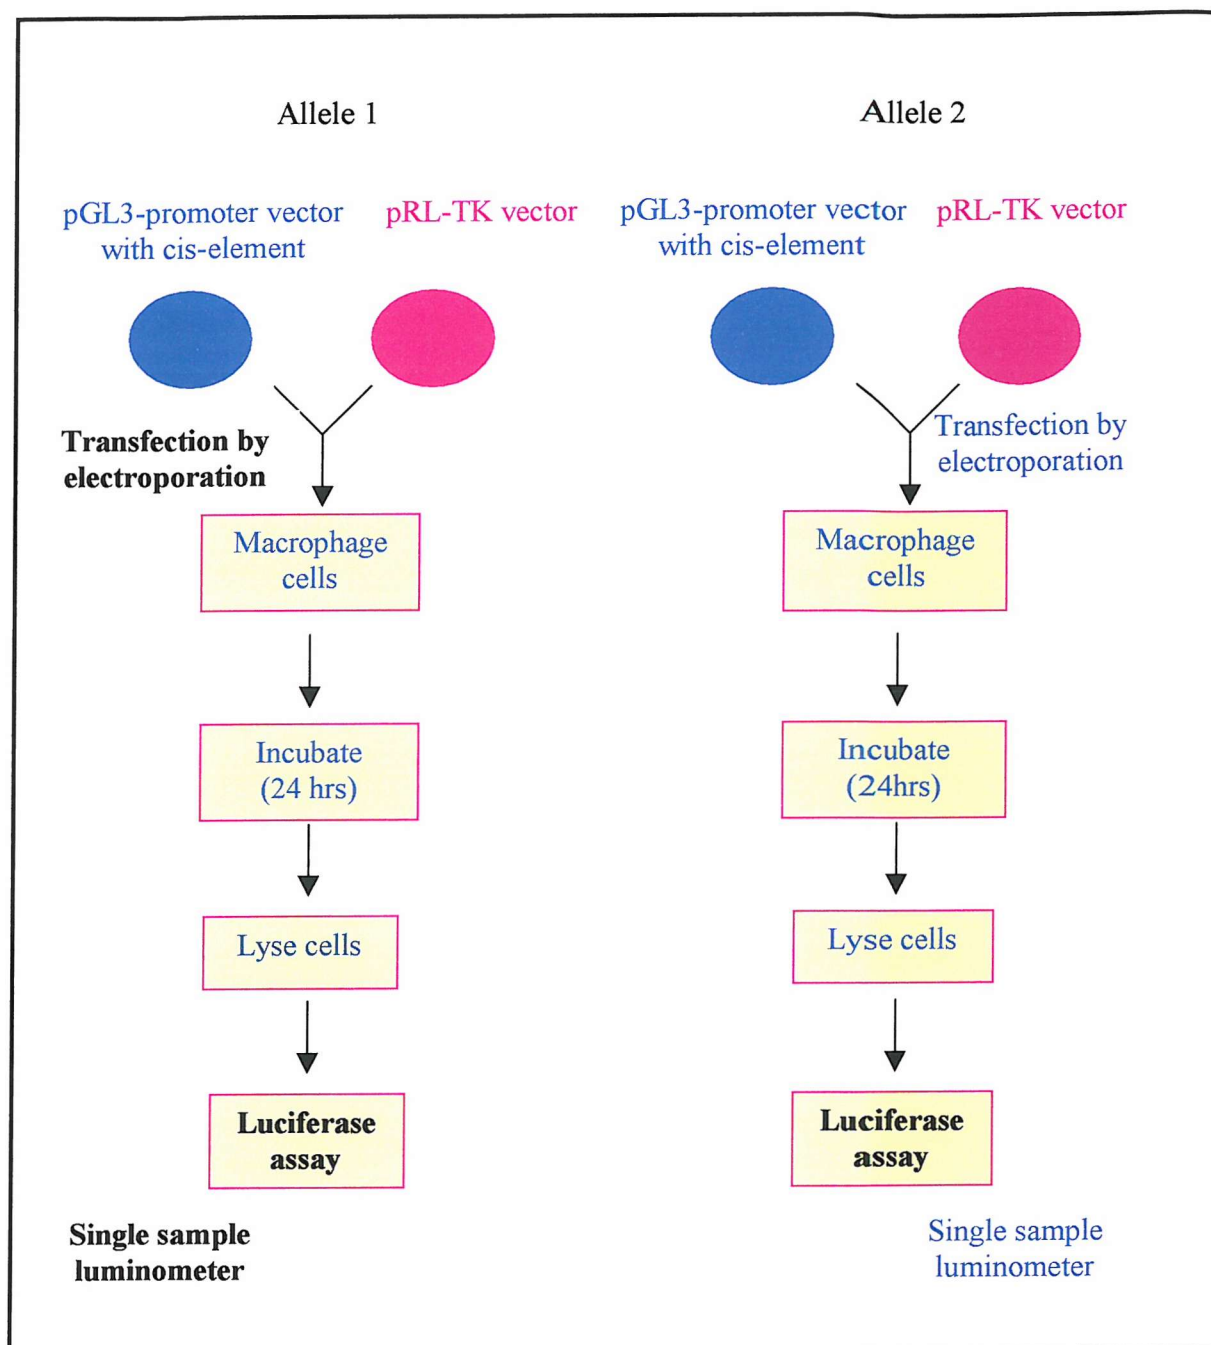 Allele 1
pGL3-promoter vector
with cis-element
pRL-TK vector
Transfection by
electroporation
Macrophage
cells
Incubate
(24 hrs)
Lyse cells
Luciferase
assay
Single sample
luminometer
Allele 2
pGL3-promoter vector
with cis-element
pRL-TK vector
Transfection by
electroporation
Macrophage
cells
Incubate
(24hrs)
Lyse cells
Luciferase
assay
Single sample
luminometer